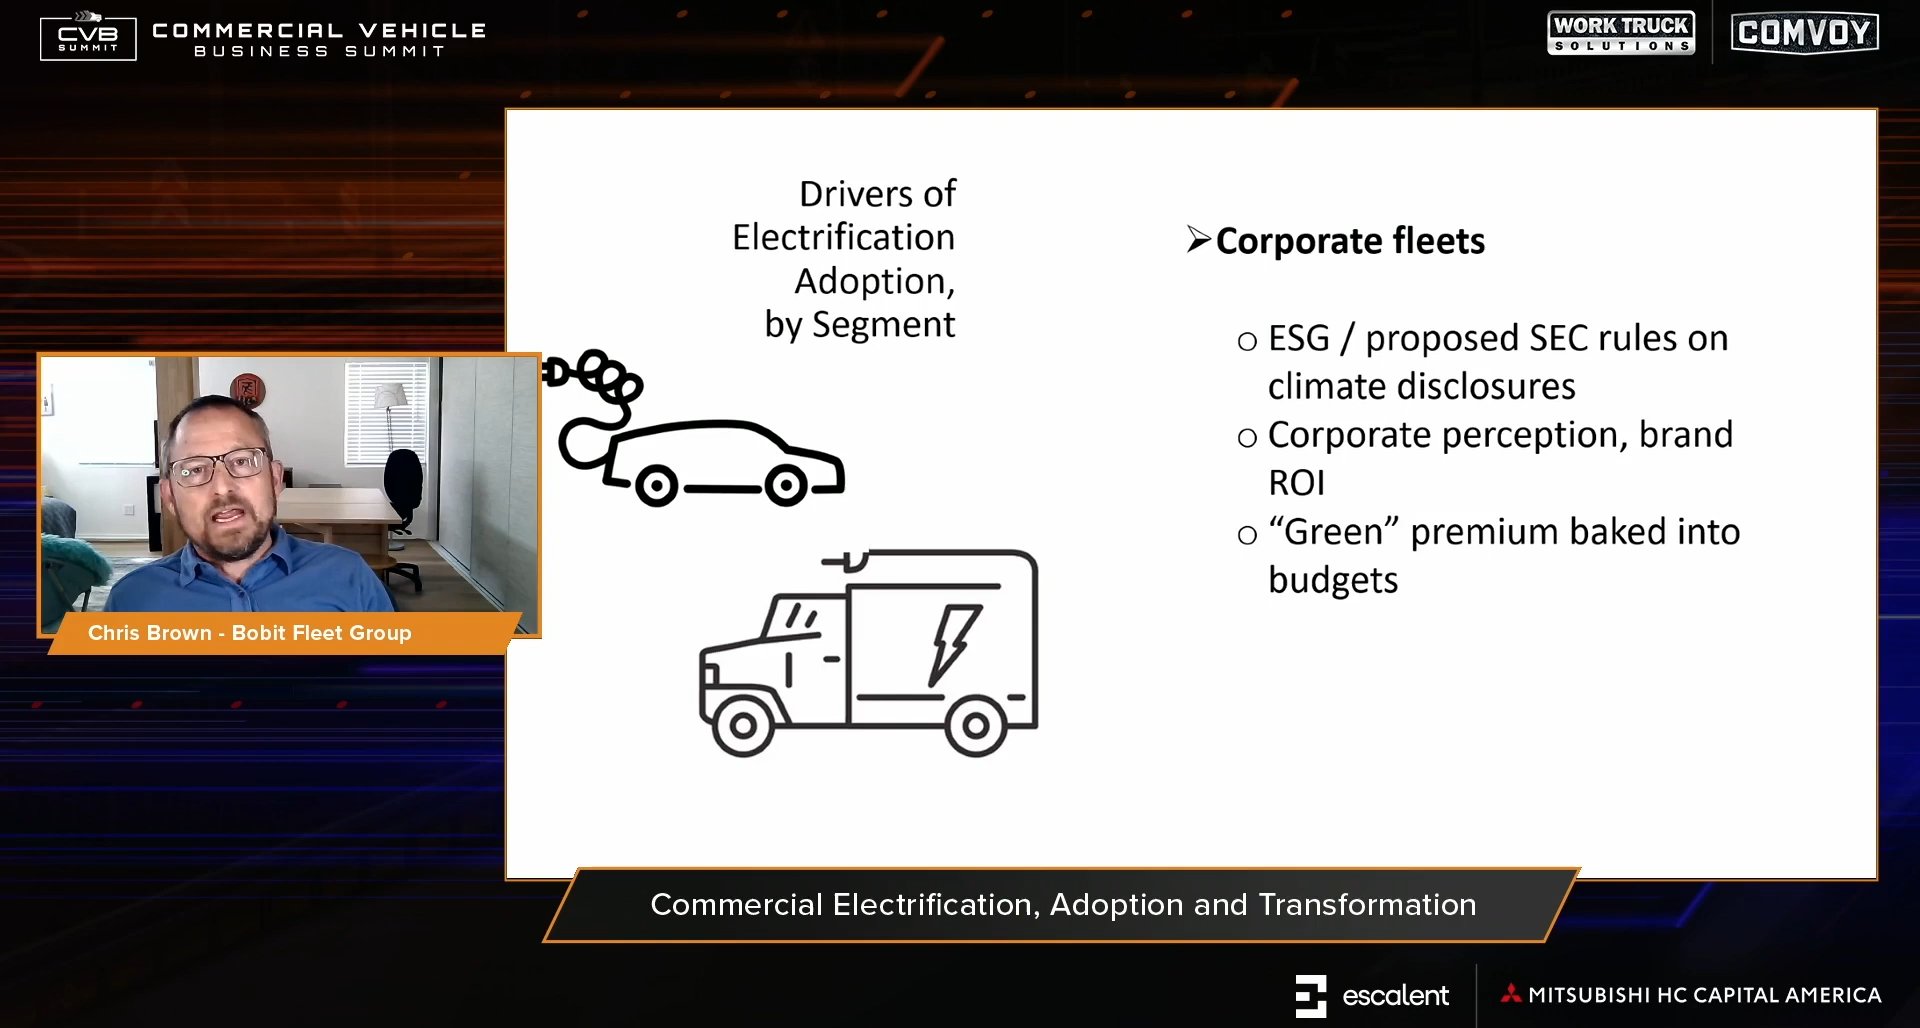 CVB
SUMMIT
COMMERCIAL VEHICLE
BUSINESS SUMMIT
WORK TRUCK
SOLUTIONS
COMVOY
Drivers of
Electrification
Adoption,
by Segment
➢Corporate fleets
o ESG / proposed SEC rules on
climate disclosures
o Corporate perception, brand
ROI
o “Green” premium baked into
budgets
Chris Brown - Bobit Fleet Group
Commercial Electrification, Adoption and Transformation
escalent
MITSUBISHI HC CAPITAL AMERICA